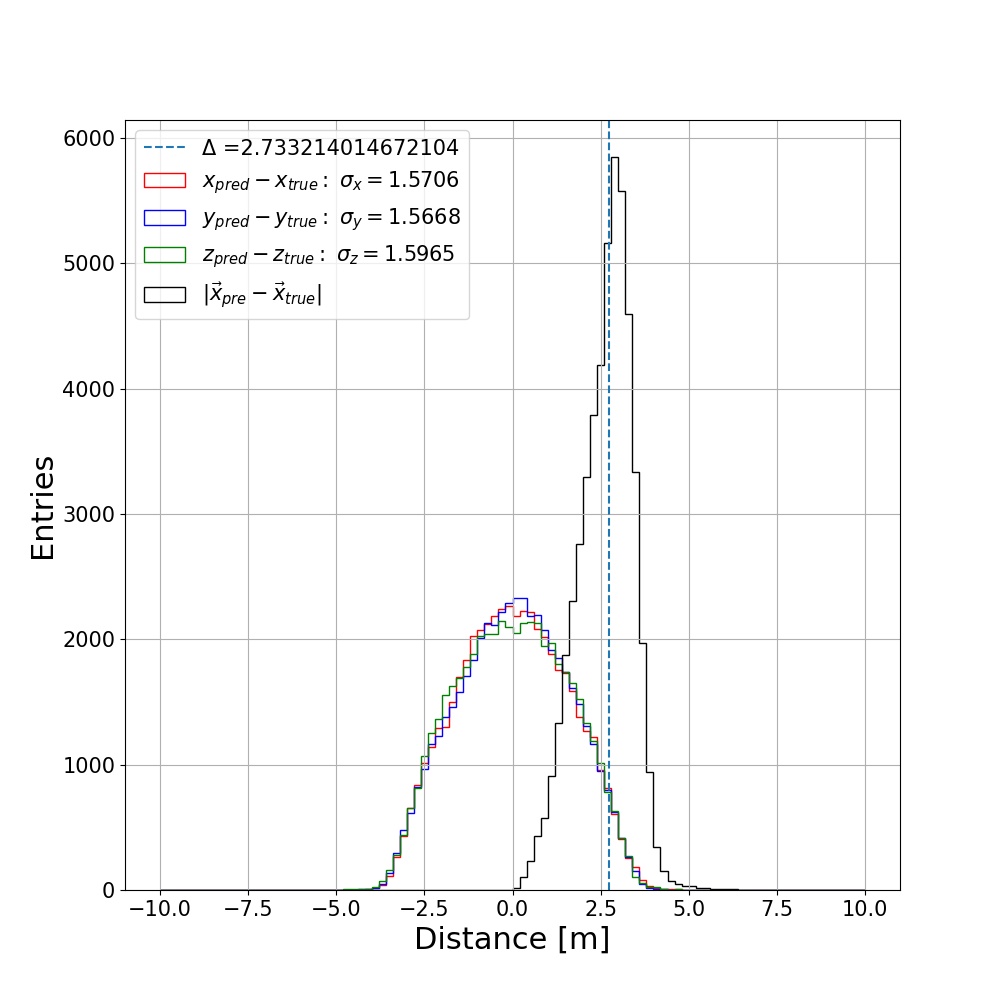 Δ =2.733214014672104
x_pred − x_true : σ_x = 1.5706
y_pred − y_true : σ_y = 1.5668
z_pred − z_true : σ_z = 1.5965
|x⃗_pre − x⃗_true|
6000
5000
4000
3000
2000
1000
0
−10.0 −7.5 −5.0 −2.5 0.0 2.5 5.0 7.5 10.0
Entries
Distance [m]